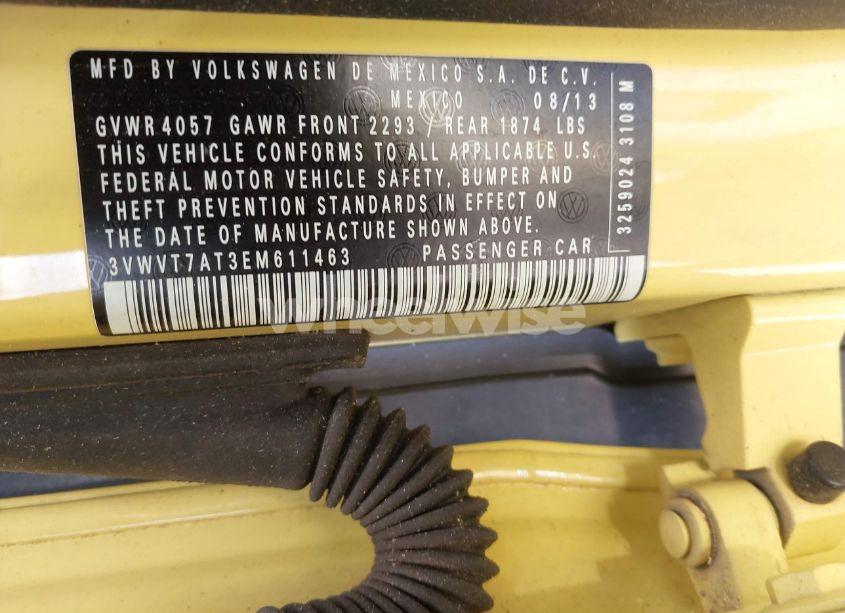 MFD BY VOLKSWAGEN DE MEXICO S.A. DE C.V.
MEXICO 08/13
GVWR 4057 GAWR FRONT 2293 / REAR 1874 LBS
THIS VEHICLE CONFORMS TO ALL APPLICABLE U.S.
FEDERAL MOTOR VEHICLE SAFETY, BUMPER AND
THEFT PREVENTION STANDARDS IN EFFECT ON
THE DATE OF MANUFACTURE SHOWN ABOVE.
3VWVT7AT3EM611463 PASSENGER CAR
3259024 3108 M
wheelwise